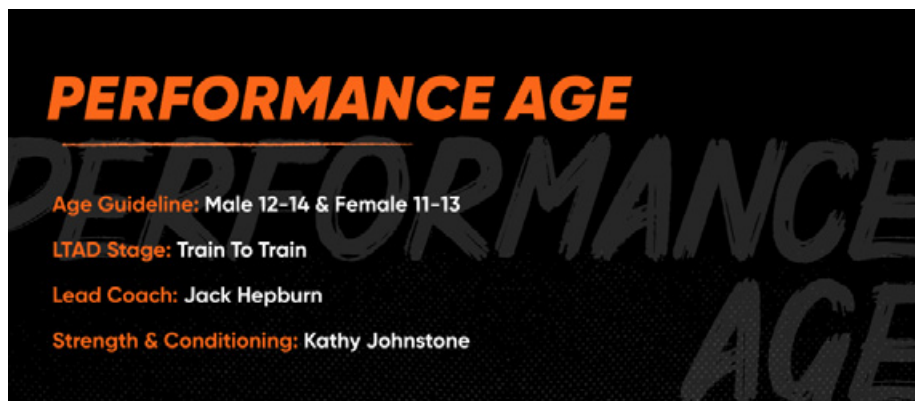 PERFORMANCE AGE
PERFORMANCE
AGE
Age Guideline: Male 12-14 & Female 11-13
LTAD Stage: Train To Train
Lead Coach: Jack Hepburn
Strength & Conditioning: Kathy Johnstone